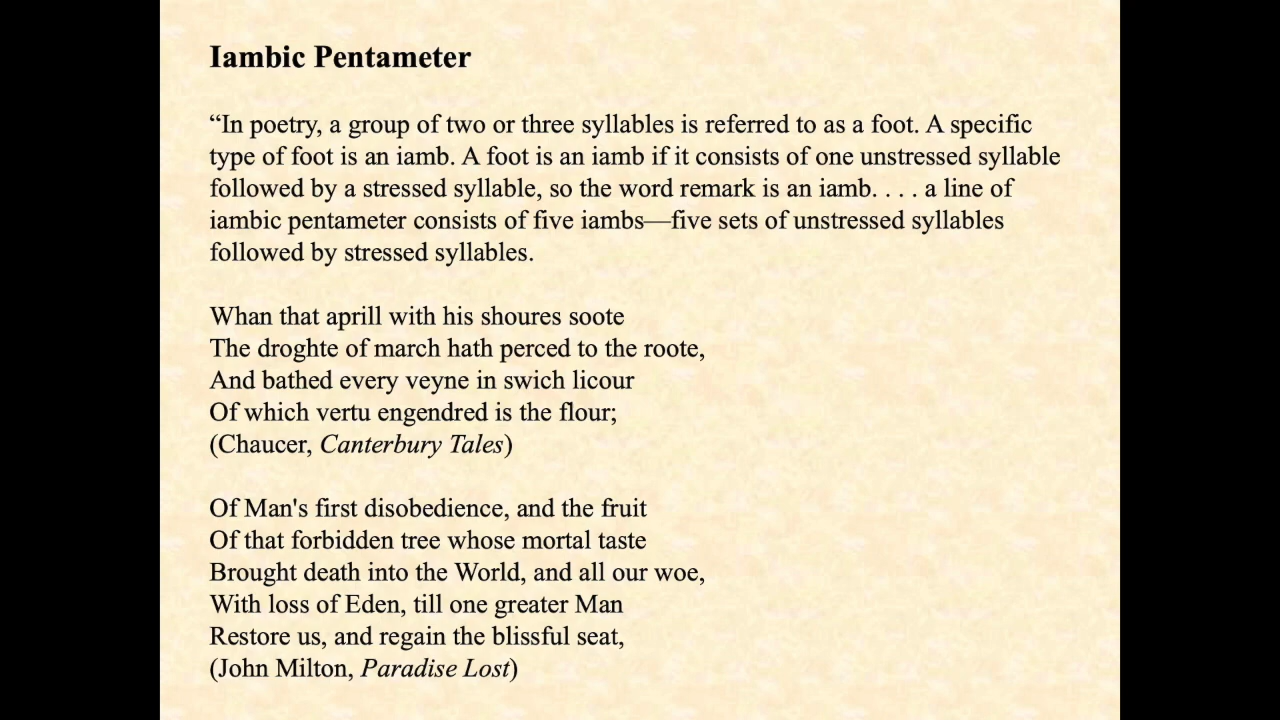 Iambic Pentameter
“In poetry, a group of two or three syllables is referred to as a foot. A specific
type of foot is an iamb. A foot is an iamb if it consists of one unstressed syllable
followed by a stressed syllable, so the word remark is an iamb. . . . a line of
iambic pentameter consists of five iambs—five sets of unstressed syllables
followed by stressed syllables.
Whan that aprill with his shoures soote
The droghte of march hath perced to the roote,
And bathed every veyne in swich licour
Of which vertu engendred is the flour;
(Chaucer, Canterbury Tales)
Of Man's first disobedience, and the fruit
Of that forbidden tree whose mortal taste
Brought death into the World, and all our woe,
With loss of Eden, till one greater Man
Restore us, and regain the blissful seat,
(John Milton, Paradise Lost)